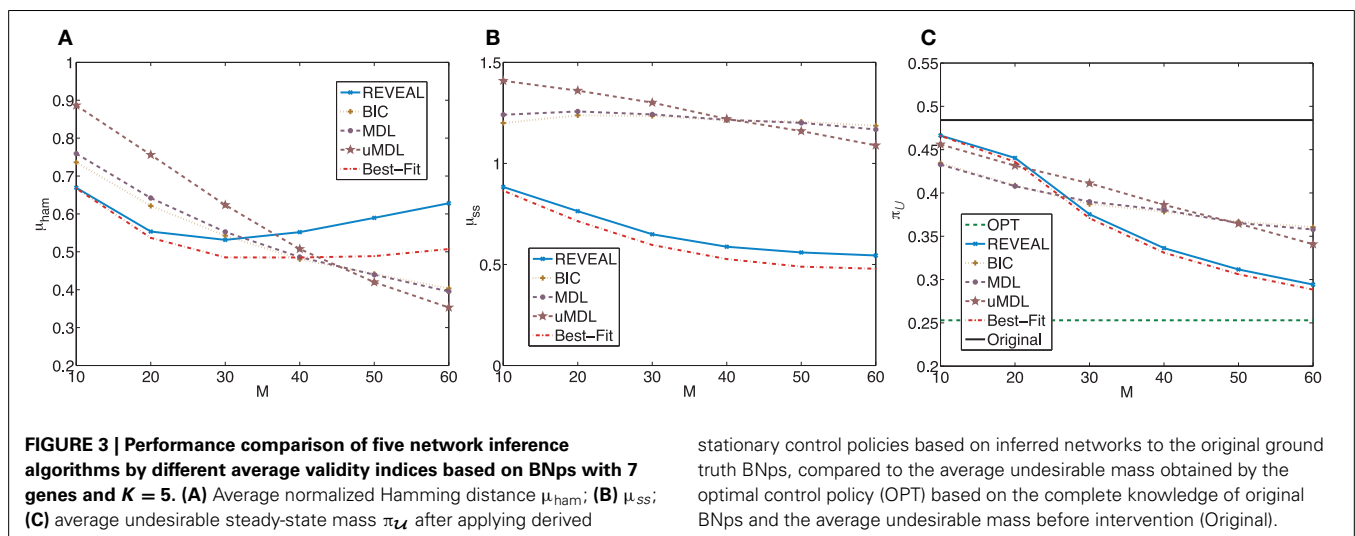 A
1
0.9
0.8
0.7
0.6
0.5
0.4
0.3
0.2
μham
10 20 30 40 50 60
M
REVEAL
BIC
MDL
uMDL
Best–Fit
B
1.5
1
0.5
0
μss
10 20 30 40 50 60
M
REVEAL
BIC
MDL
uMDL
Best–Fit
C
0.55
0.5
0.45
0.4
0.35
0.3
0.25
0.2
πU
10 20 30 40 50 60
M
OPT
REVEAL
BIC
MDL
uMDL
Best–Fit
Original
FIGURE 3 | Performance comparison of five network inference
algorithms by different average validity indices based on BNps with 7
genes and K = 5. (A) Average normalized Hamming distance μham; (B) μss;
(C) average undesirable steady-state mass πU after applying derived
stationary control policies based on inferred networks to the original ground
truth BNps, compared to the average undesirable mass obtained by the
optimal control policy (OPT) based on the complete knowledge of original
BNps and the average undesirable mass before intervention (Original).